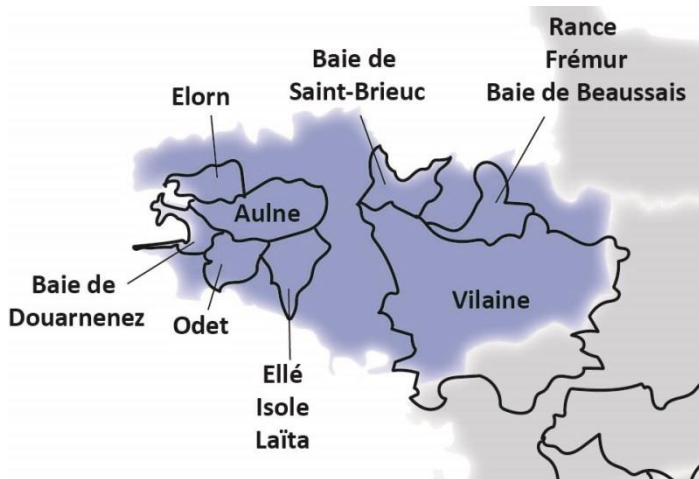 Rance
Frémur
Baie de Beaussais
Baie de
Saint-Brieuc
Elorn
Aulne
Baie de
Douarnenez
Odet
Ellé
Isole
Laïta
Vilaine